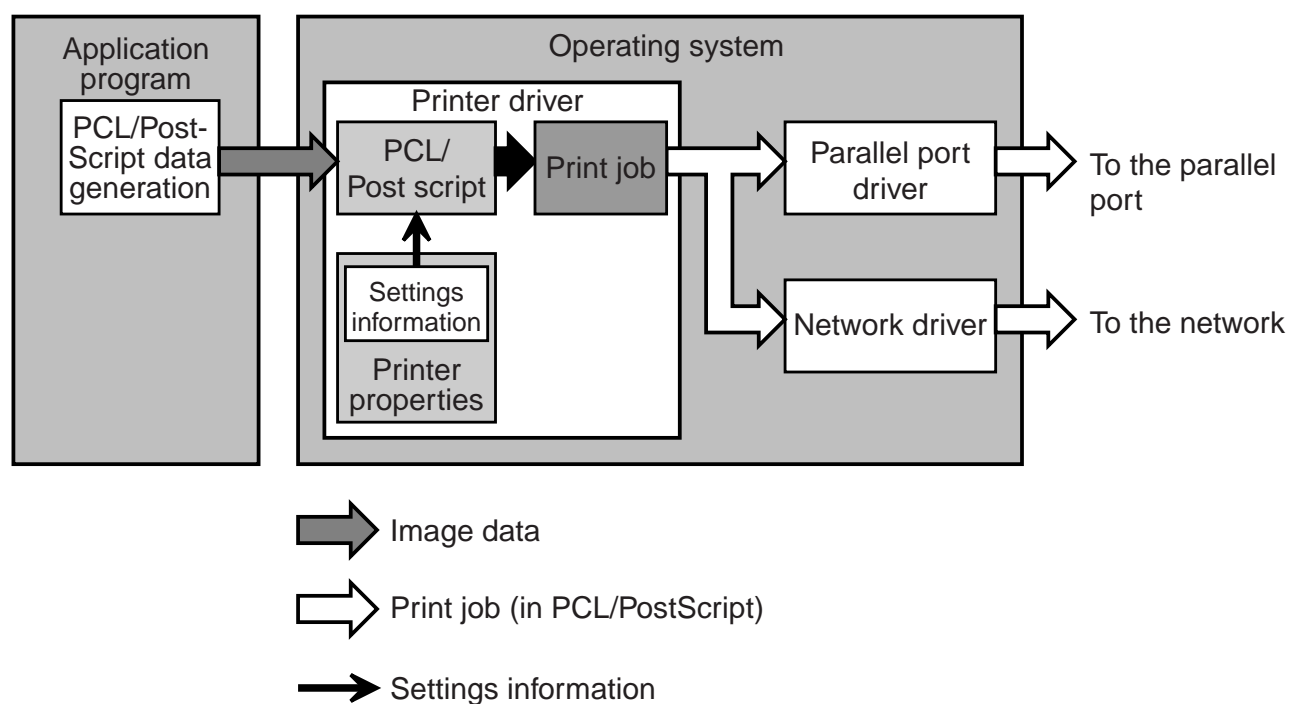 Application
program
PCL/Post-
Script data
generation
Operating system
Printer driver
PCL/
Post script
Print job
Settings
information
Printer
properties
Parallel port
driver
Network driver
To the parallel
port
To the network
Image data
Print job (in PCL/PostScript)
Settings information